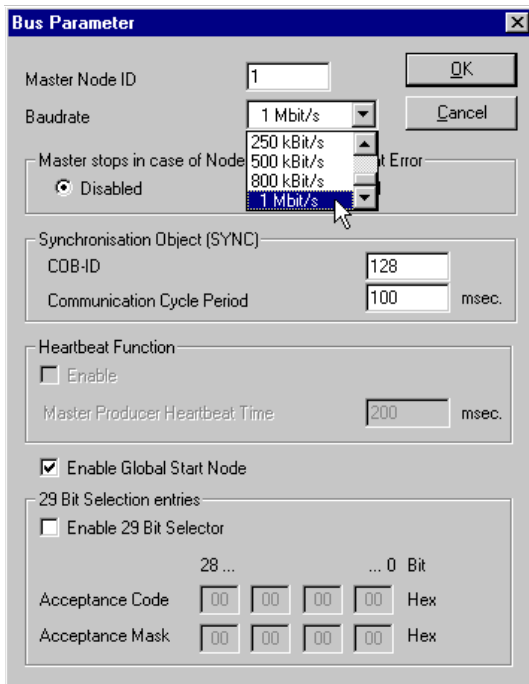 Bus Parameter
Master Node ID 1 OK
Baudrate 1 Mbit/s Cancel
250 kBit/s
500 kBit/s
800 kBit/s
1 Mbit/s
Master stops in case of Node t Error
Disabled
Synchronisation Object (SYNC)
COB-ID 128
Communication Cycle Period 100 msec.
Heartbeat Function
Enable
Master Producer Heartbeat Time 200 msec.
Enable Global Start Node
29 Bit Selection entries
Enable 29 Bit Selector
28 ... ... 0 Bit
Acceptance Code 00 00 00 00 Hex
Acceptance Mask 00 00 00 00 Hex